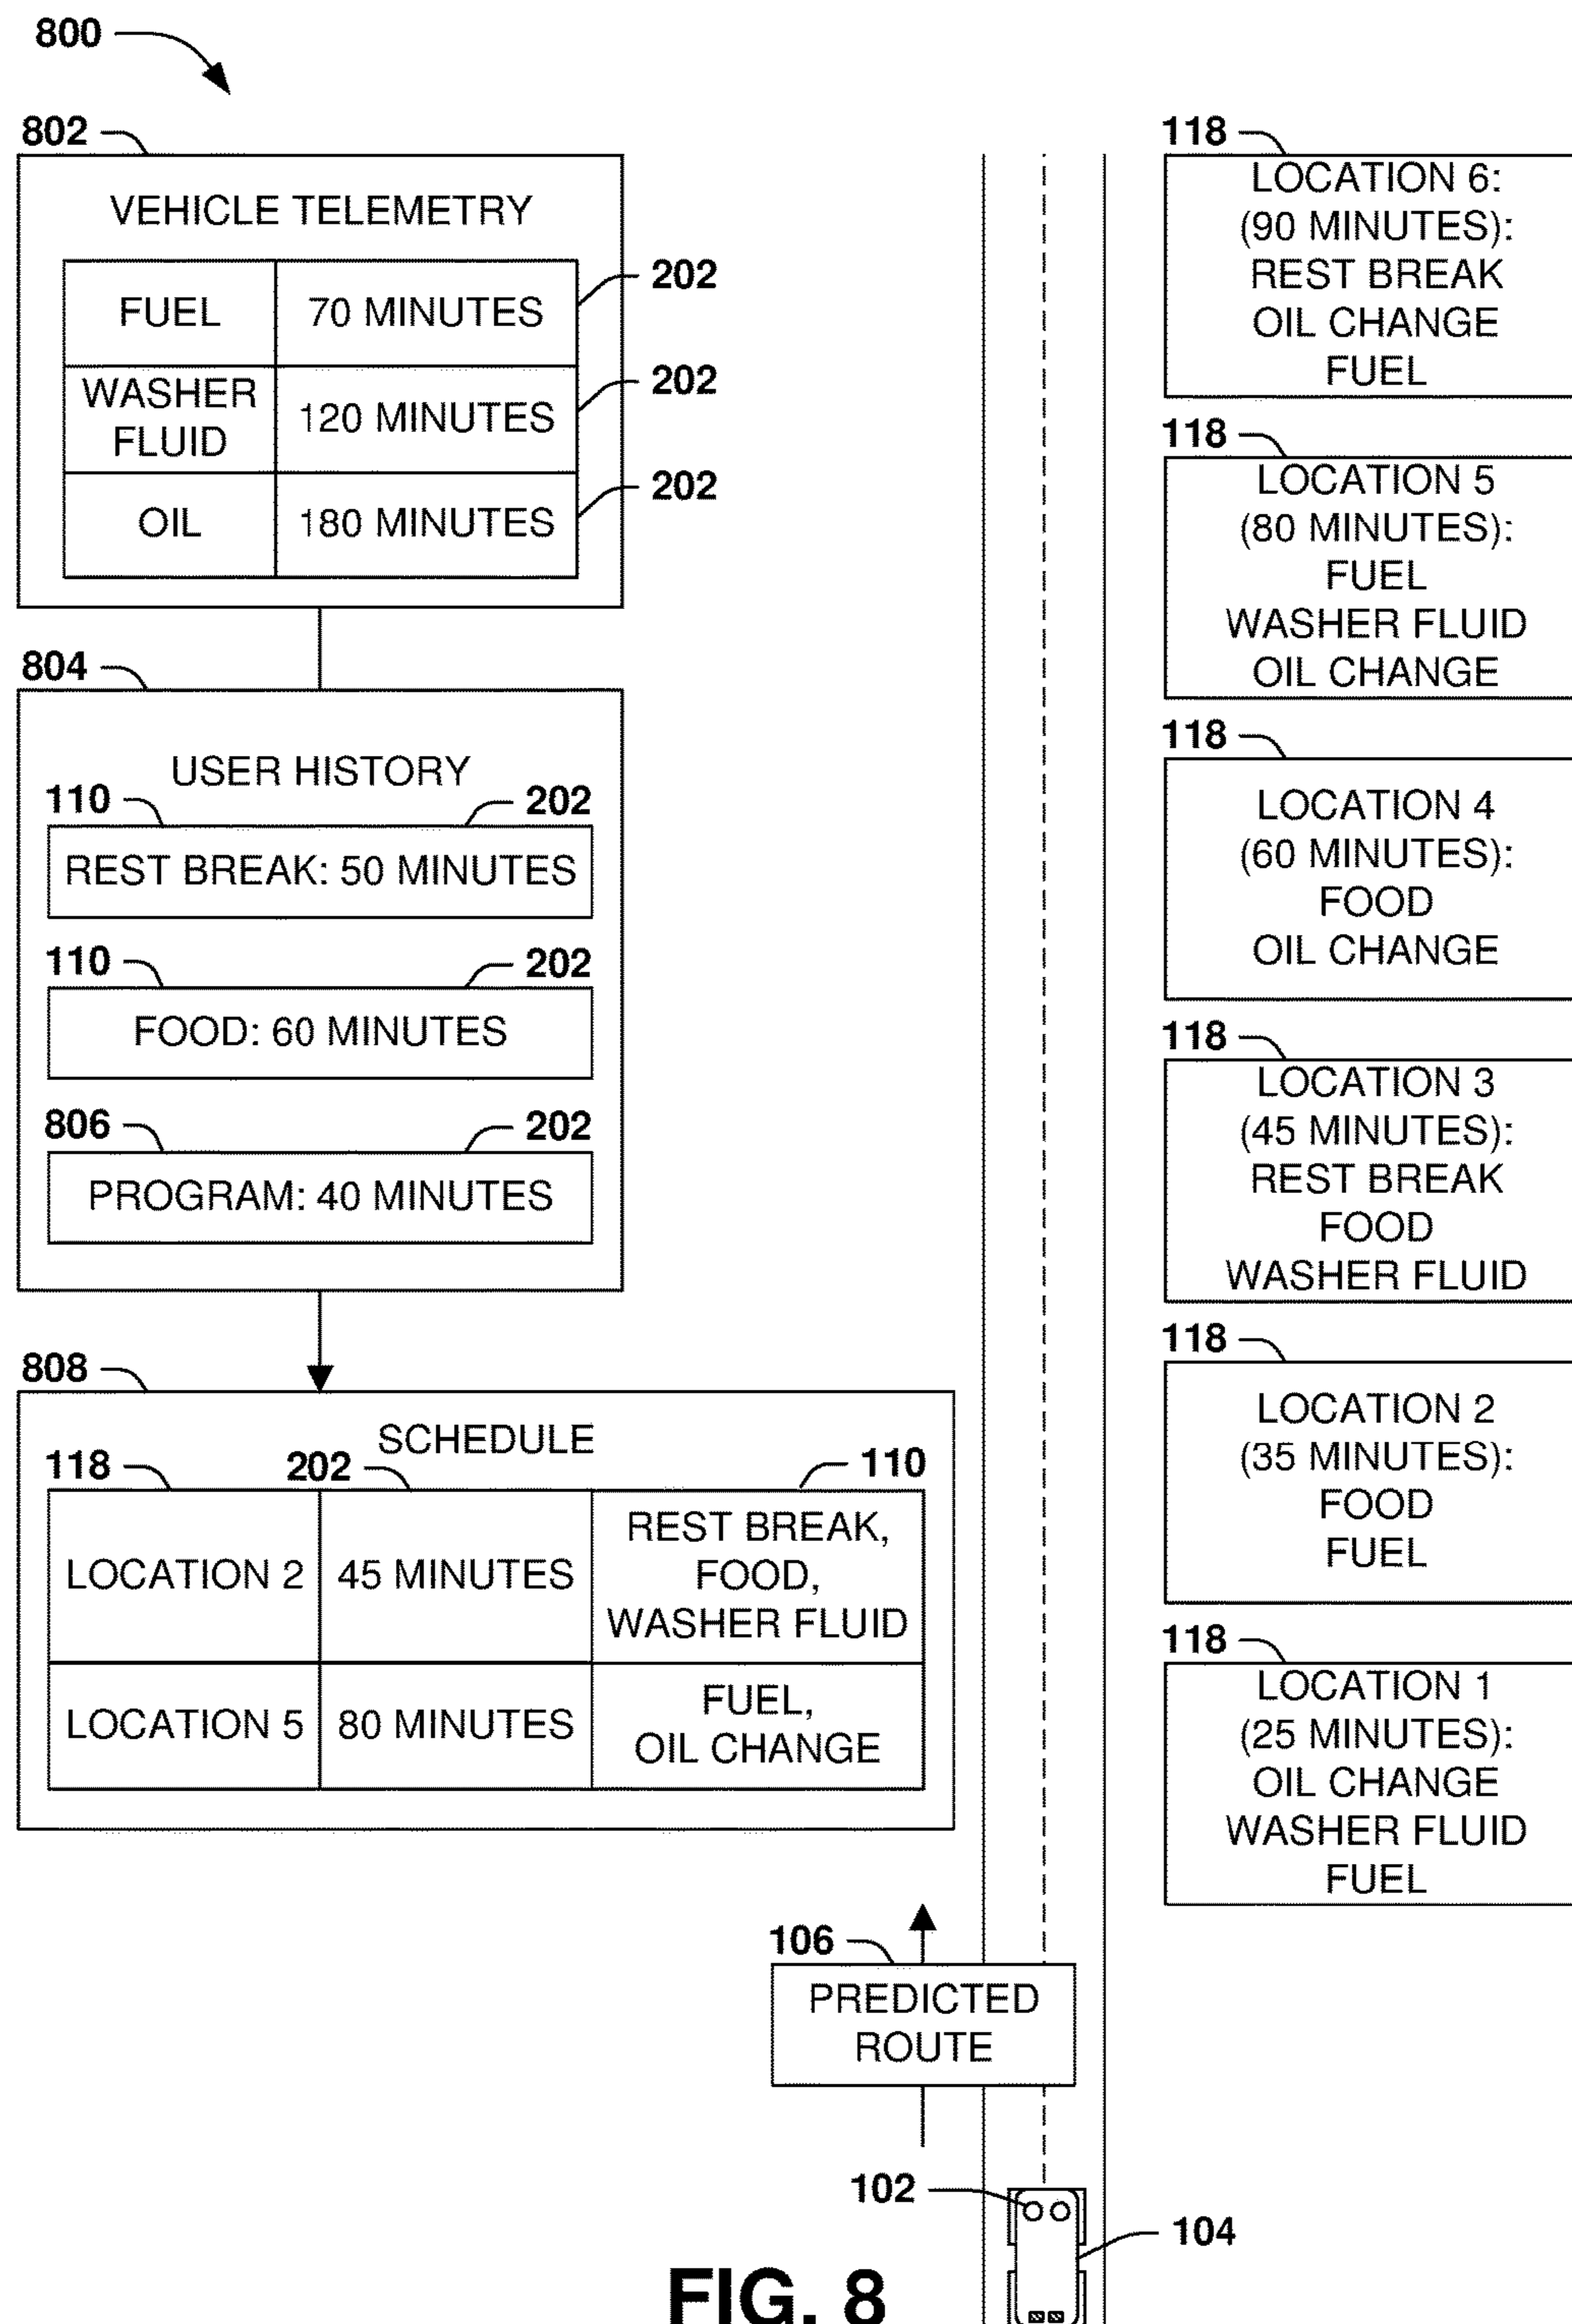 800
802
VEHICLE TELEMETRY
FUEL 70 MINUTES 202
WASHER FLUID 120 MINUTES 202
OIL 180 MINUTES 202
804
USER HISTORY
110 202
REST BREAK: 50 MINUTES
110 202
FOOD: 60 MINUTES
806 202
PROGRAM: 40 MINUTES
808
SCHEDULE
118 202 110
LOCATION 2 45 MINUTES REST BREAK,
FOOD,
WASHER FLUID
LOCATION 5 80 MINUTES FUEL,
OIL CHANGE
118
LOCATION 6:
(90 MINUTES):
REST BREAK
OIL CHANGE
FUEL
118
LOCATION 5
(80 MINUTES):
FUEL
WASHER FLUID
OIL CHANGE
118
LOCATION 4
(60 MINUTES):
FOOD
OIL CHANGE
118
LOCATION 3
(45 MINUTES):
REST BREAK
FOOD
WASHER FLUID
118
LOCATION 2
(35 MINUTES):
FOOD
FUEL
118
LOCATION 1
(25 MINUTES):
OIL CHANGE
WASHER FLUID
FUEL
106
PREDICTED
ROUTE
102
104
FIG. 8